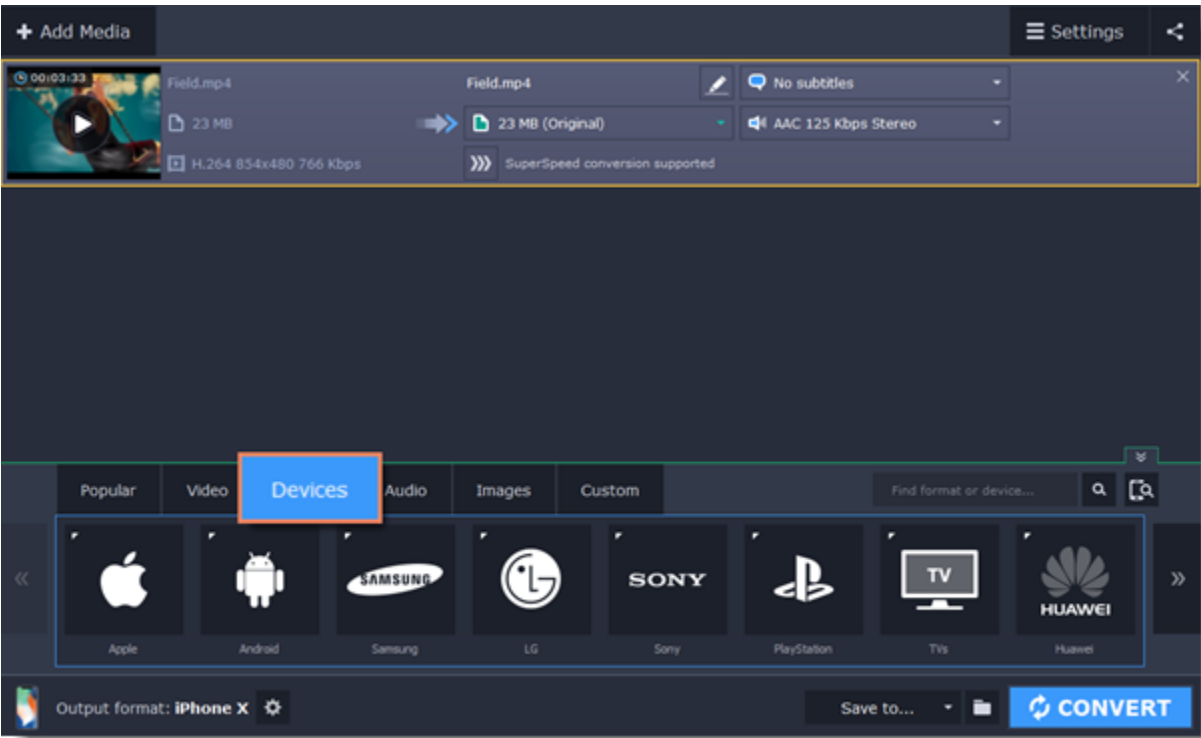 + Add Media
Settings
00:03:33
Field.mp4
Field.mp4
No subtitles
23 MB
23 MB (Original)
AAC 125 Kbps Stereo
H.264 854x480 766 Kbps
SuperSpeed conversion supported
Popular
Video
Devices
Audio
Images
Custom
Find format or device...
SAMSUNG
LG
SONY
TV
HUAWEI
Apple
Android
Samsung
LG
Sony
PlayStation
TVs
Huawei
Output format: iPhone X
Save to...
CONVERT